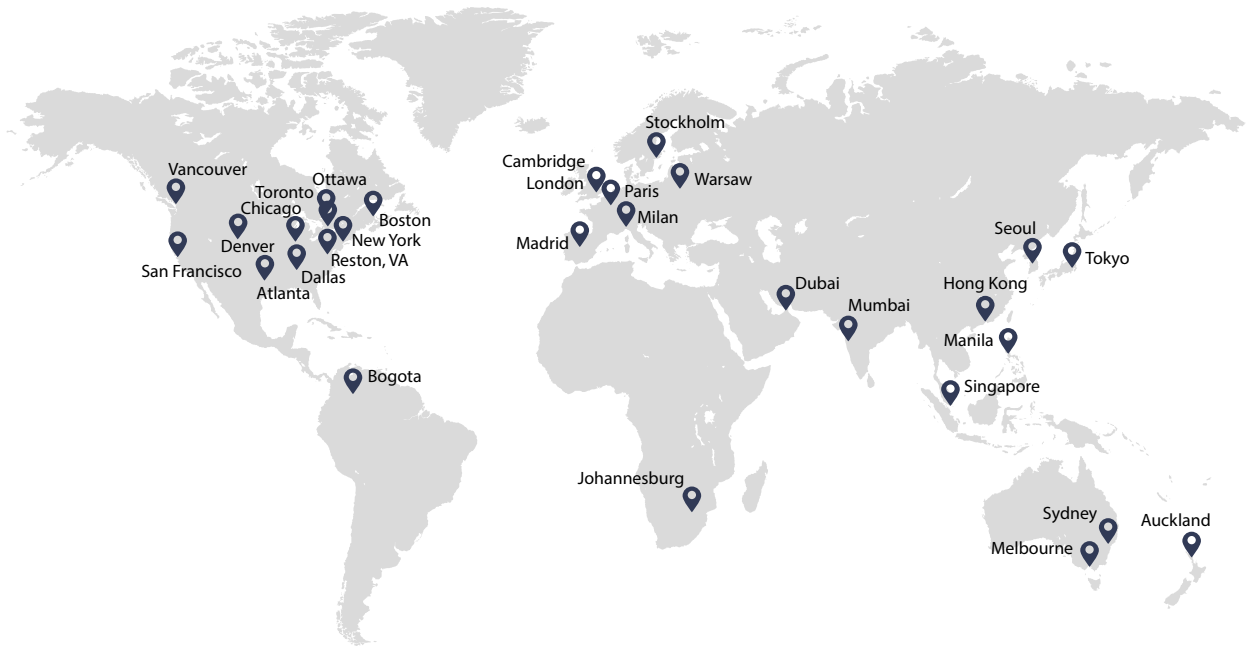 Stockholm
Cambridge
London
Paris
Warsaw
Milan
Madrid
Vancouver
Ottawa
Toronto
Chicago
Boston
New York
Denver
Reston, VA
San Francisco
Dallas
Atlanta
Seoul
Tokyo
Dubai
Hong Kong
Mumbai
Manila
Bogota
Singapore
Johannesburg
Sydney
Auckland
Melbourne